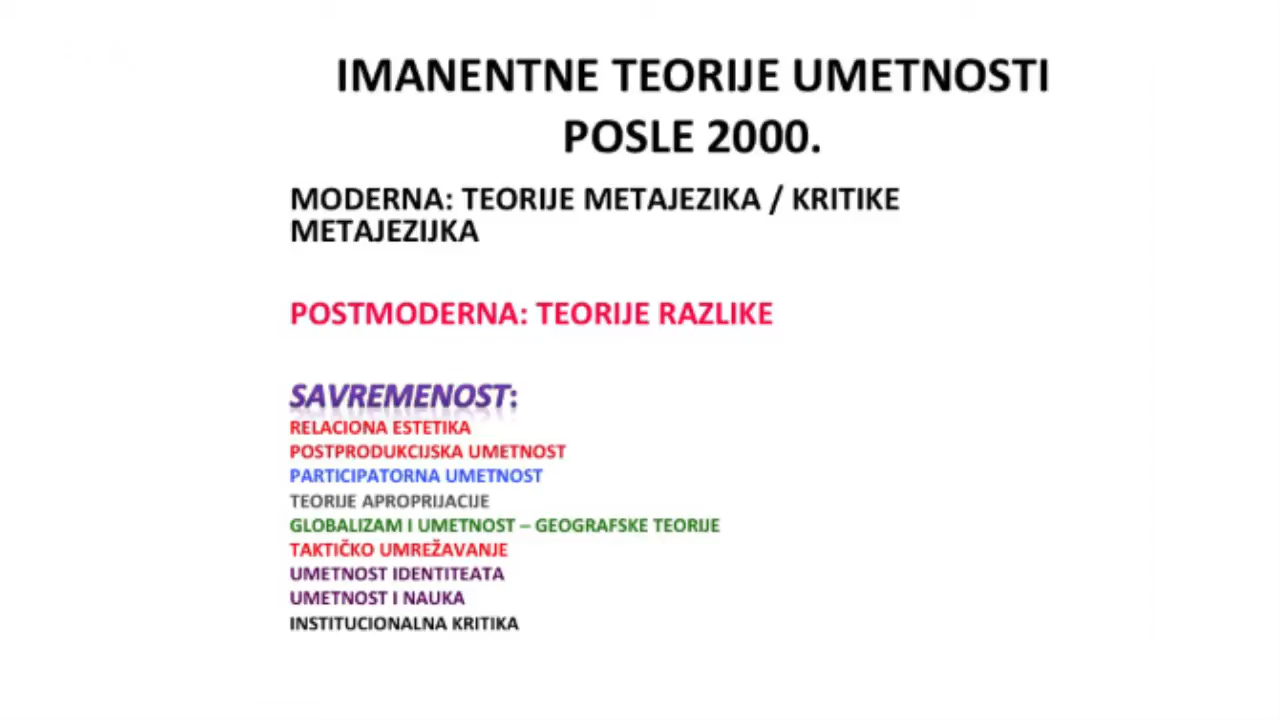 IMANENTNE TEORIJE UMETNOSTI
POSLE 2000.
MODERNA: TEORIJE METAJEZIKA / KRITIKE
METAJEZIJKA
POSTMODERNA: TEORIJE RAZLIKE
SAVREMENOST:
RELACIONA ESTETIKA
POSTPRODUKCIJSKA UMETNOST
PARTICIPATORNA UMETNOST
TEORIJE APROPRIJACIJE
GLOBALIZAM I UMETNOST – GEOGRAFSKE TEORIJE
TAKTIČKO UMREŽAVANJE
UMETNOST IDENTITEATA
UMETNOST I NAUKA
INSTITUCIONALNA KRITIKA